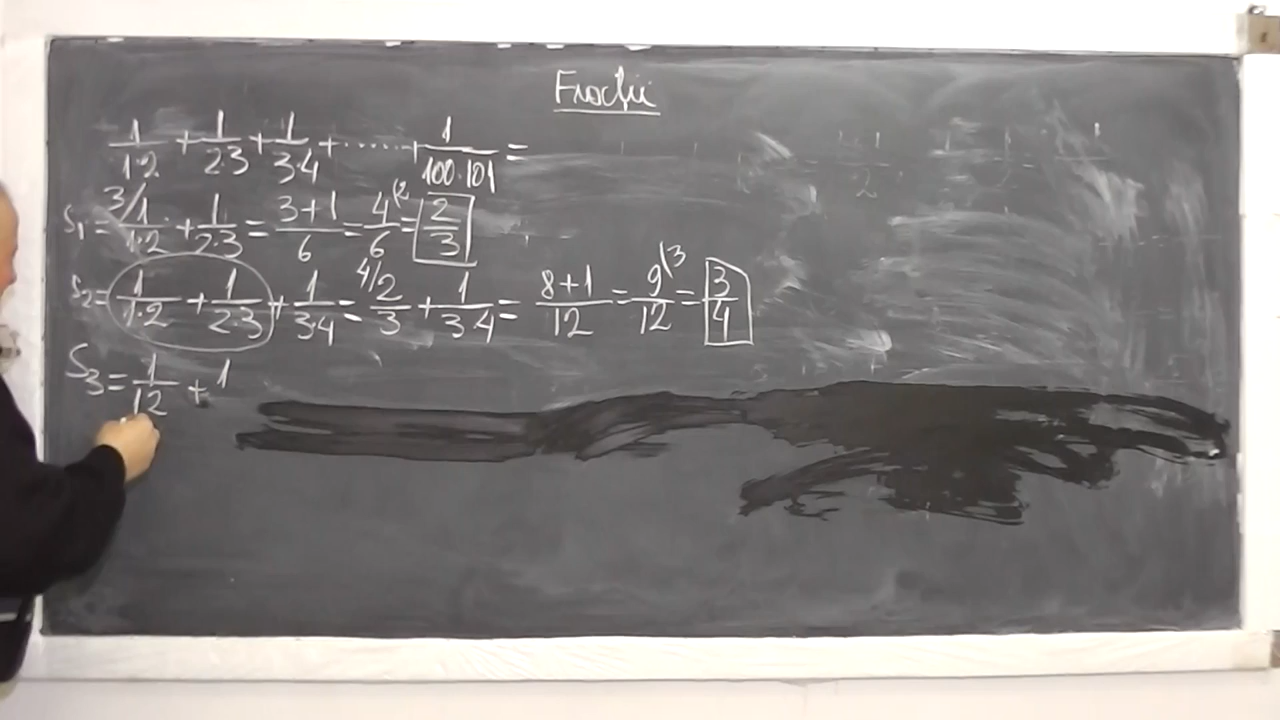 Fracții
1/1·2 + 1/2·3 + 1/3·4 + ...... + 1/100·101 =
S₁ = 3/ 1/1·2 + 1/2·3 = 3+1/6 = 4/6 (2 = 2/3
S₂ = 1/1·2 + 1/2·3 + 1/3·4 = 4/ 2/3 + 1/3·4 = 8+1/12 = 9/12 (3 = 3/4
S₃ = 1/12 + 1